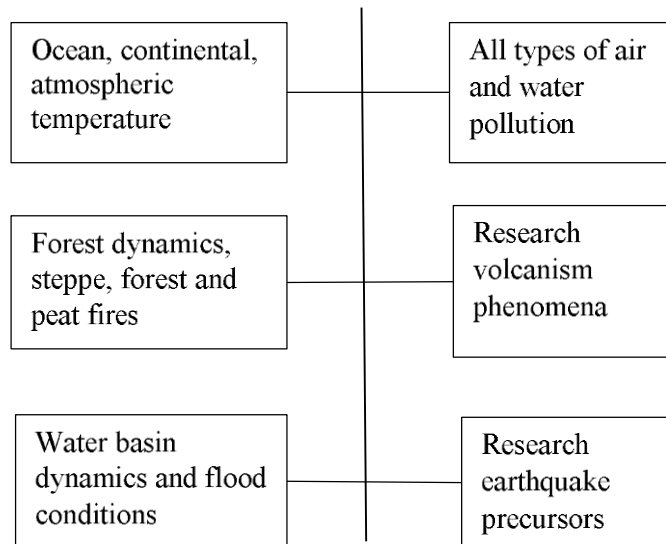 Ocean, continental,
atmospheric
temperature
All types of air
and water
pollution
Forest dynamics,
steppe, forest and
peat fires
Research
volcanism
phenomena
Water basin
dynamics and flood
conditions
Research
earthquake
precursors